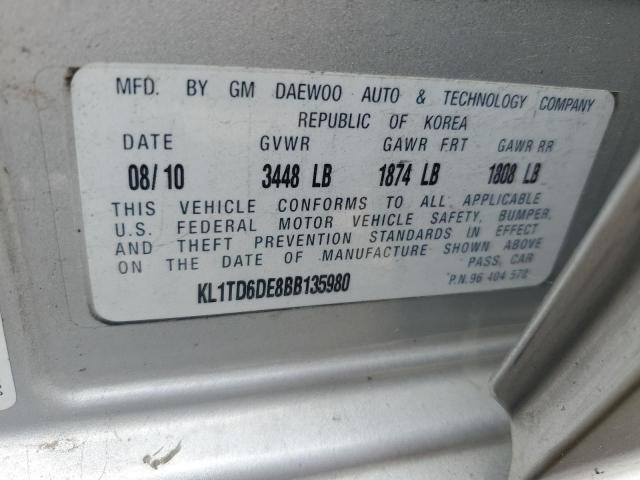 MFD. BY GM DAEWOO AUTO & TECHNOLOGY COMPANY
REPUBLIC OF KOREA
DATE GVWR GAWR FRT GAWR RR
08/10 3448 LB 1874 LB 1808 LB
THIS VEHICLE CONFORMS TO ALL APPLICABLE
U.S. FEDERAL MOTOR VEHICLE SAFETY, BUMPER,
AND THEFT PREVENTION STANDARDS IN EFFECT
ON THE DATE OF MANUFACTURE SHOWN ABOVE
PASS, CAR
KL1TD6DE8BB135980 P.N. 96 404 570